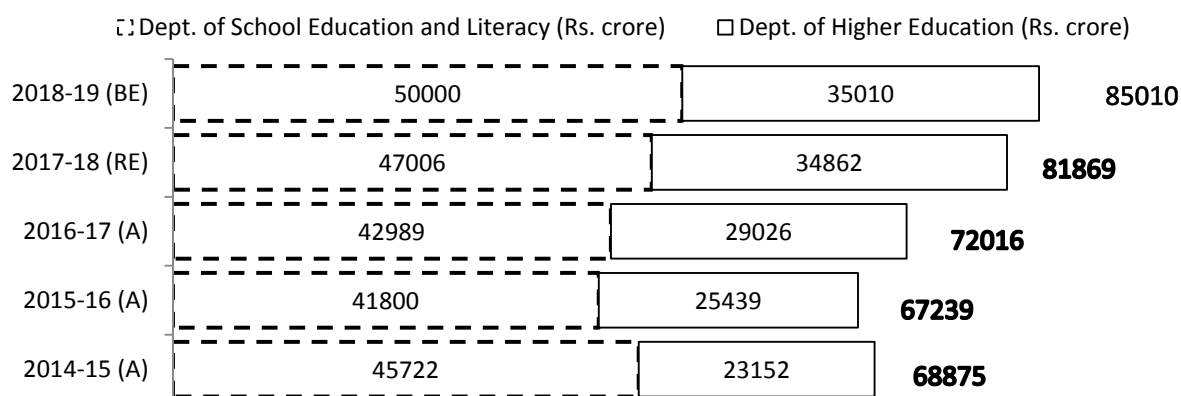 Dept. of School Education and Literacy (Rs. crore) Dept. of Higher Education (Rs. crore)
2018-19 (BE) 50000 35010 85010
2017-18 (RE) 47006 34862 81869
2016-17 (A) 42989 29026 72016
2015-16 (A) 41800 25439 67239
2014-15 (A) 45722 23152 68875